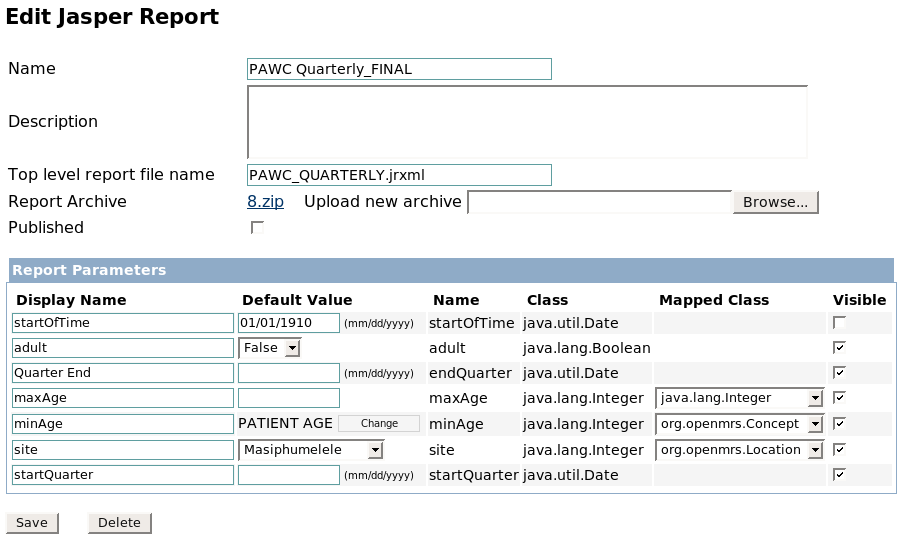 Edit Jasper Report
Name PAWC Quarterly_FINAL
Description
Top level report file name PAWC_QUARTERLY.jrxml
Report Archive 8.zip Upload new archive Browse...
Published
Report Parameters
Display Name Default Value Name Class Mapped Class Visible
startOfTime 01/01/1910 (mm/dd/yyyy) startOfTime java.util.Date
adult False adult java.lang.Boolean
Quarter End (mm/dd/yyyy) endQuarter java.util.Date
maxAge maxAge java.lang.Integer java.lang.Integer
minAge PATIENT AGE Change minAge java.lang.Integer org.openmrs.Concept
site Masiphumelele site java.lang.Integer org.openmrs.Location
startQuarter (mm/dd/yyyy) startQuarter java.util.Date
Save Delete